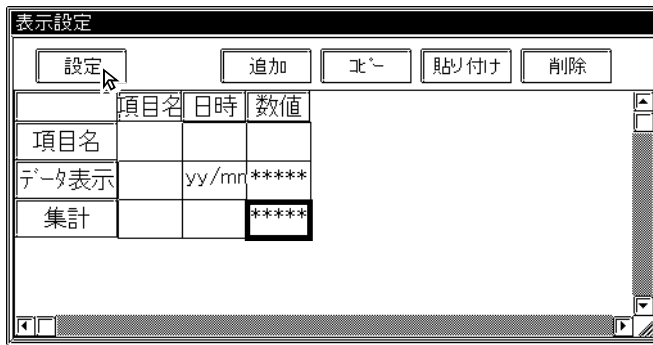 表示設定
設定 追加 ｺﾋﾟｰ 貼り付け 削除
項目名 日時 数値
項目名
ﾃﾞｰﾀ表示 yy/mm *****
集計 *****